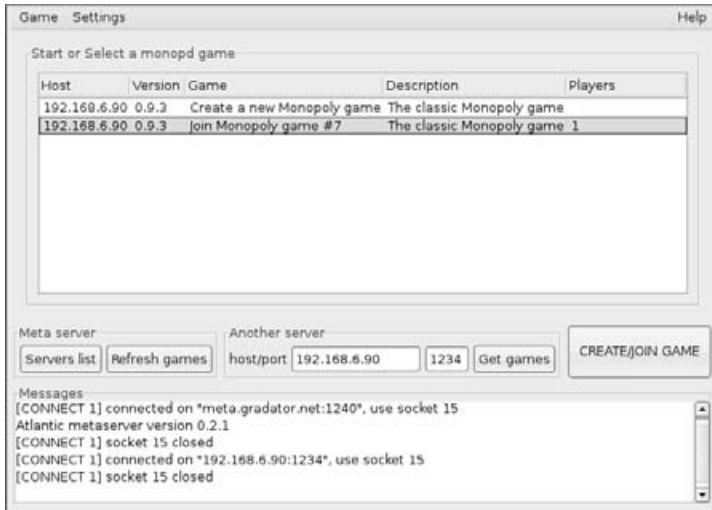 Game Settings Help
Start or Select a monopd game
Host Version Game Description Players
192.168.6.90 0.9.3 Create a new Monopoly game The classic Monopoly game
192.168.6.90 0.9.3 Join Monopoly game #7 The classic Monopoly game 1
Meta server Another server
Servers list Refresh games host/port 192.168.6.90 1234 Get games CREATE/JOIN GAME
Messages
[CONNECT 1] connected on "meta.gradator.net:1240", use socket 15
Atlantic metaserver version 0.2.1
[CONNECT 1] socket 15 closed
[CONNECT 1] connected on "192.168.6.90:1234", use socket 15
[CONNECT 1] socket 15 closed